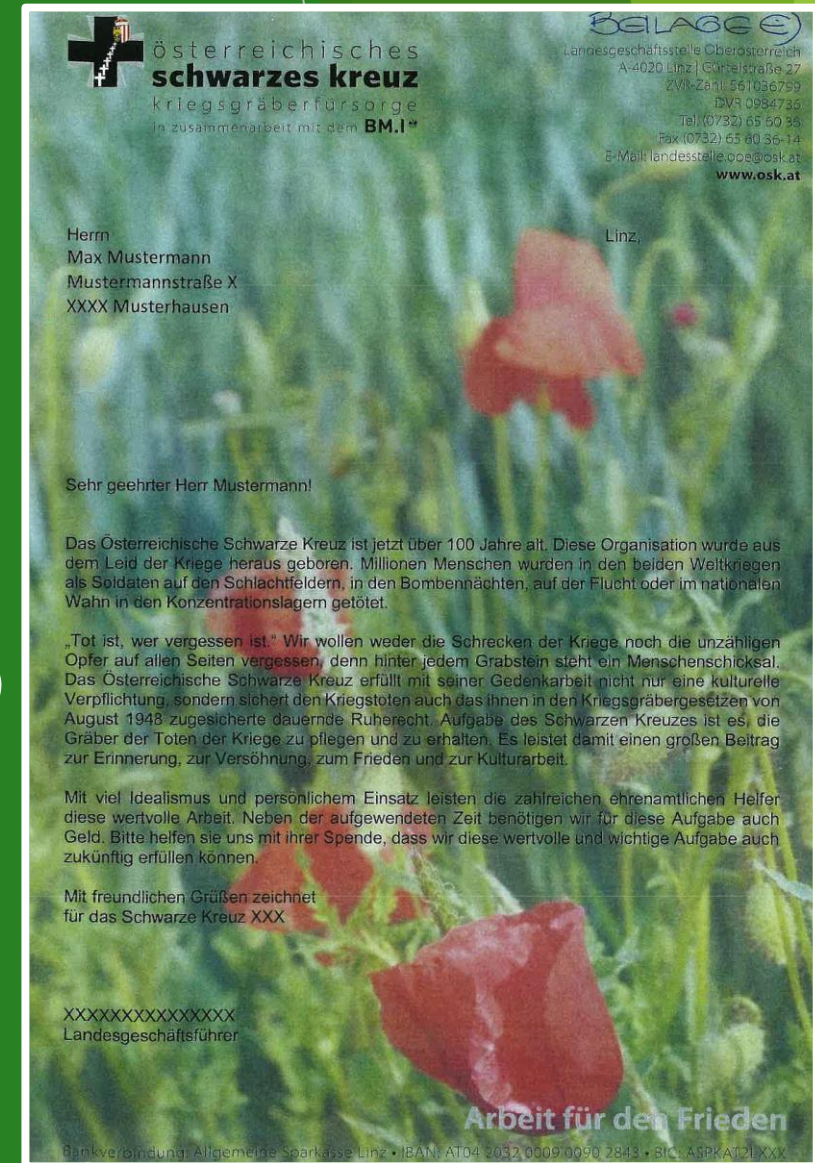 österreichisches
schwarzes kreuz
kriegsgräberfürsorge
in zusammenarbeit mit dem BM.I
BEILAGE E)
Landesgeschäftsstelle Oberösterreich
A-4020 Linz | Gürtelstraße 27
ZVR-Zahl: 561036799
DVR 0984735
Tel. (0732) 65 60 36
Fax (0732) 65 60 36-14
E-Mail: landesstelle.ooe@osk.at
www.osk.at
Herrn
Max Mustermann
Mustermannstraße X
XXXX Musterhausen
Linz,
Sehr geehrter Herr Mustermann!
Das Österreichische Schwarze Kreuz ist jetzt über 100 Jahre alt. Diese Organisation wurde aus
dem Leid der Kriege heraus geboren. Millionen Menschen wurden in den beiden Weltkriegen
als Soldaten auf den Schlachtfeldern, in den Bombennächten, auf der Flucht oder im nationalen
Wahn in den Konzentrationslagern getötet.
„Tot ist, wer vergessen ist." Wir wollen weder die Schrecken der Kriege noch die unzähligen
Opfer auf allen Seiten vergessen, denn hinter jedem Grabstein steht ein Menschenschicksal.
Das Österreichische Schwarze Kreuz erfüllt mit seiner Gedenkarbeit nicht nur eine kulturelle
Verpflichtung, sondern sichert den Kriegstoten auch das ihnen in den Kriegsgräbergesetzen von
August 1948 zugesicherte dauernde Ruherecht. Aufgabe des Schwarzen Kreuzes ist es, die
Gräber der Toten der Kriege zu pflegen und zu erhalten. Es leistet damit einen großen Beitrag
zur Erinnerung, zur Versöhnung, zum Frieden und zur Kulturarbeit.
Mit viel Idealismus und persönlichem Einsatz leisten die zahlreichen ehrenamtlichen Helfer
diese wertvolle Arbeit. Neben der aufgewendeten Zeit benötigen wir für diese Aufgabe auch
Geld. Bitte helfen sie uns mit ihrer Spende, dass wir diese wertvolle und wichtige Aufgabe auch
zukünftig erfüllen können.
Mit freundlichen Grüßen zeichnet
für das Schwarze Kreuz XXX
XXXXXXXXXXXXXXX
Landesgeschäftsführer
Arbeit für den Frieden
Bankverbindung: Allgemeine Sparkasse Linz • IBAN: AT04 2032 0009 0090 2843 • BIC: ASPKAT2LXXX